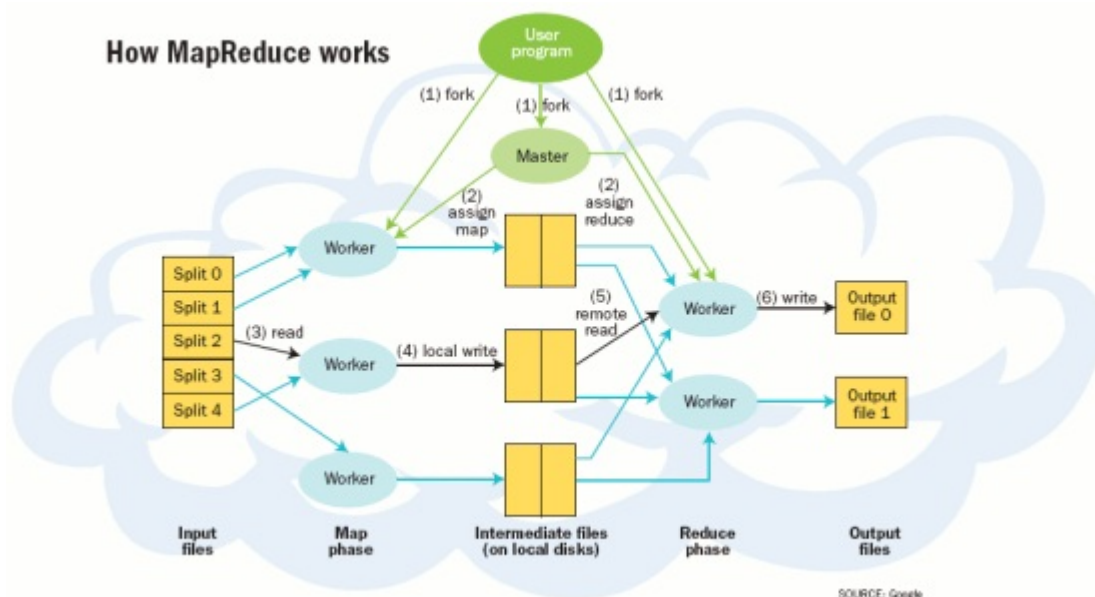 How MapReduce works
User
program
(1) fork
(1) fork
(1) fork
Master
(2)
assign
map
(2)
assign
reduce
Worker
Split 0
Split 1
Split 2
Split 3
Split 4
(3) read
Worker
(4) local write
(5)
remote
read
Worker
(6) write
Output
file 0
Worker
Output
file 1
Worker
Input
files
Map
phase
Intermediate files
(on local disks)
Reduce
phase
Output
files
SOURCE: Google